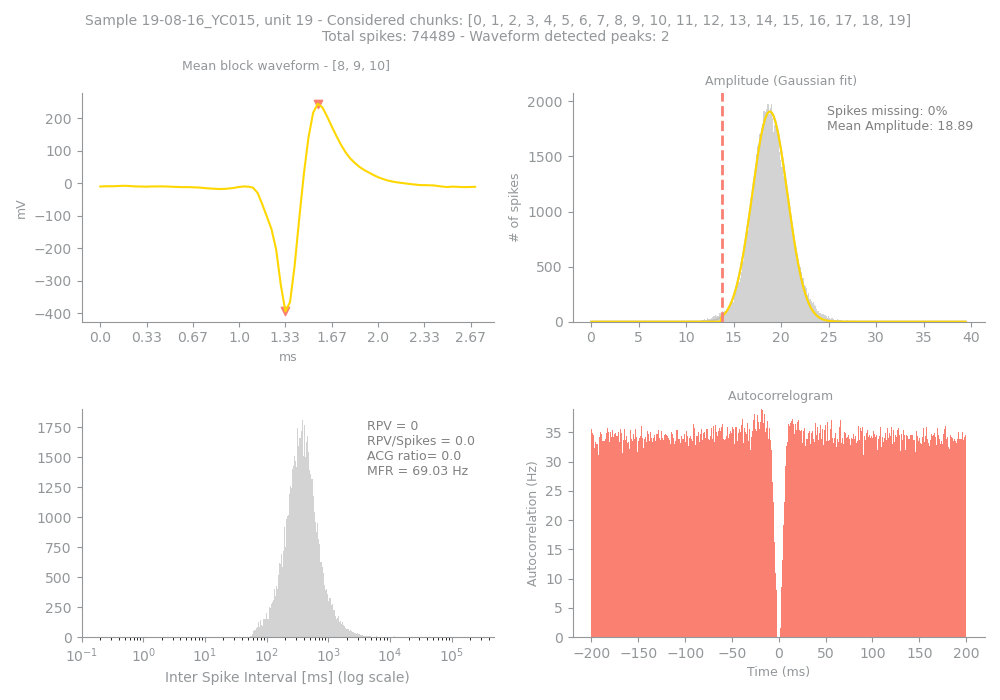 Sample 19-08-16_YC015, unit 19 - Considered chunks: [0, 1, 2, 3, 4, 5, 6, 7, 8, 9, 10, 11, 12, 13, 14, 15, 16, 17, 18, 19]
Total spikes: 74489 - Waveform detected peaks: 2
Mean block waveform - [8, 9, 10]
200
100
0
−100
−200
−300
−400
mV
0.0 0.33 0.67 1.0 1.33 1.67 2.0 2.33 2.67
ms
Amplitude (Gaussian fit)
Spikes missing: 0%
Mean Amplitude: 18.89
2000
1500
1000
500
0
# of spikes
0 5 10 15 20 25 30 35 40
RPV = 0
RPV/Spikes = 0.0
ACG ratio= 0.0
MFR = 69.03 Hz
1750
1500
1250
1000
750
500
250
0
10⁻¹ 10⁰ 10¹ 10² 10³ 10⁴ 10⁵
Inter Spike Interval [ms] (log scale)
Autocorrelogram
35
30
25
20
15
10
5
0
Autocorrelation (Hz)
−200 −150 −100 −50 0 50 100 150 200
Time (ms)